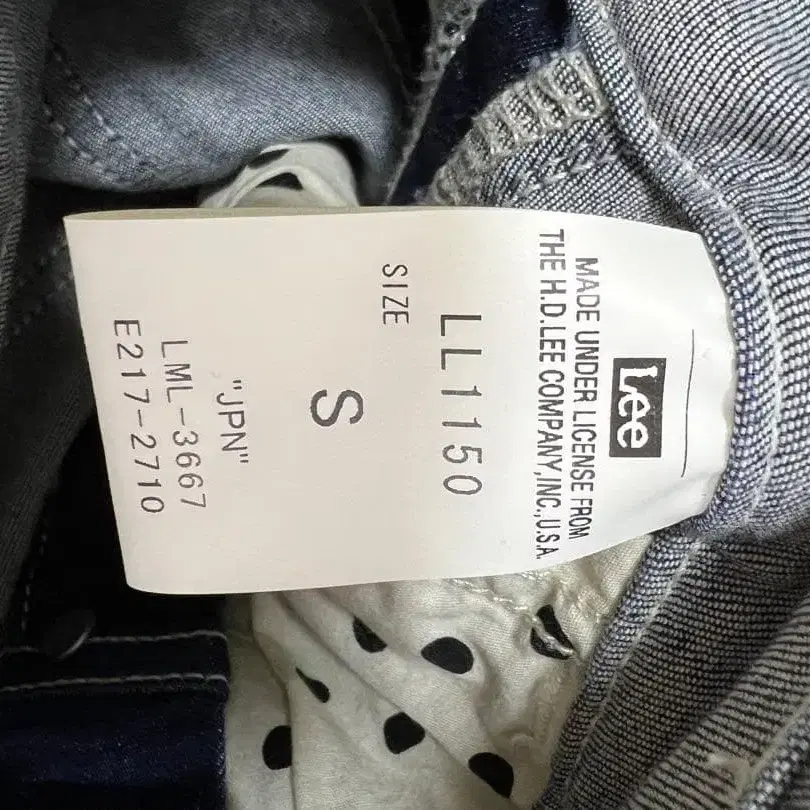 Lee
MADE UNDER LICENSE FROM
THE H.D.LEE COMPANY,INC.,U.S.A.
LL1150
SIZE
S
"JPN"
LML-3667
E217-2710